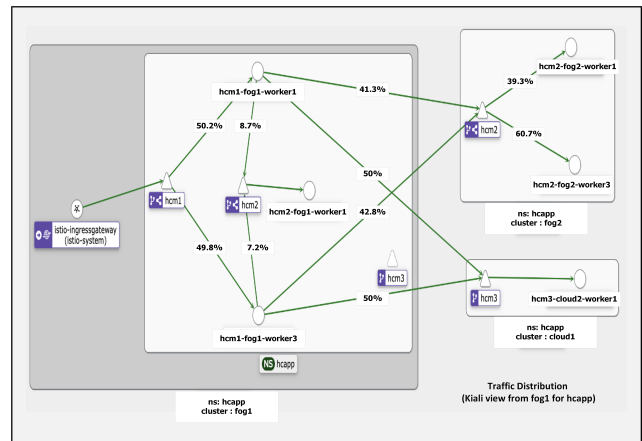 hcm1-fog1-worker1
50.2%
8.7%
hcm1
hcm2
hcm2-fog1-worker1
istio-ingressgateway
(istio-system)
49.8%
7.2%
hcm3
hcm1-fog1-worker3
NS hcapp
ns: hcapp
cluster : fog1
41.3%
50%
42.8%
50%
hcm2-fog2-worker1
39.3%
hcm2
60.7%
hcm2-fog2-worker3
ns: hcapp
cluster : fog2
hcm3
hcm3-cloud2-worker1
ns: hcapp
cluster : cloud1
Traffic Distribution
(Kiali view from fog1 for hcapp)